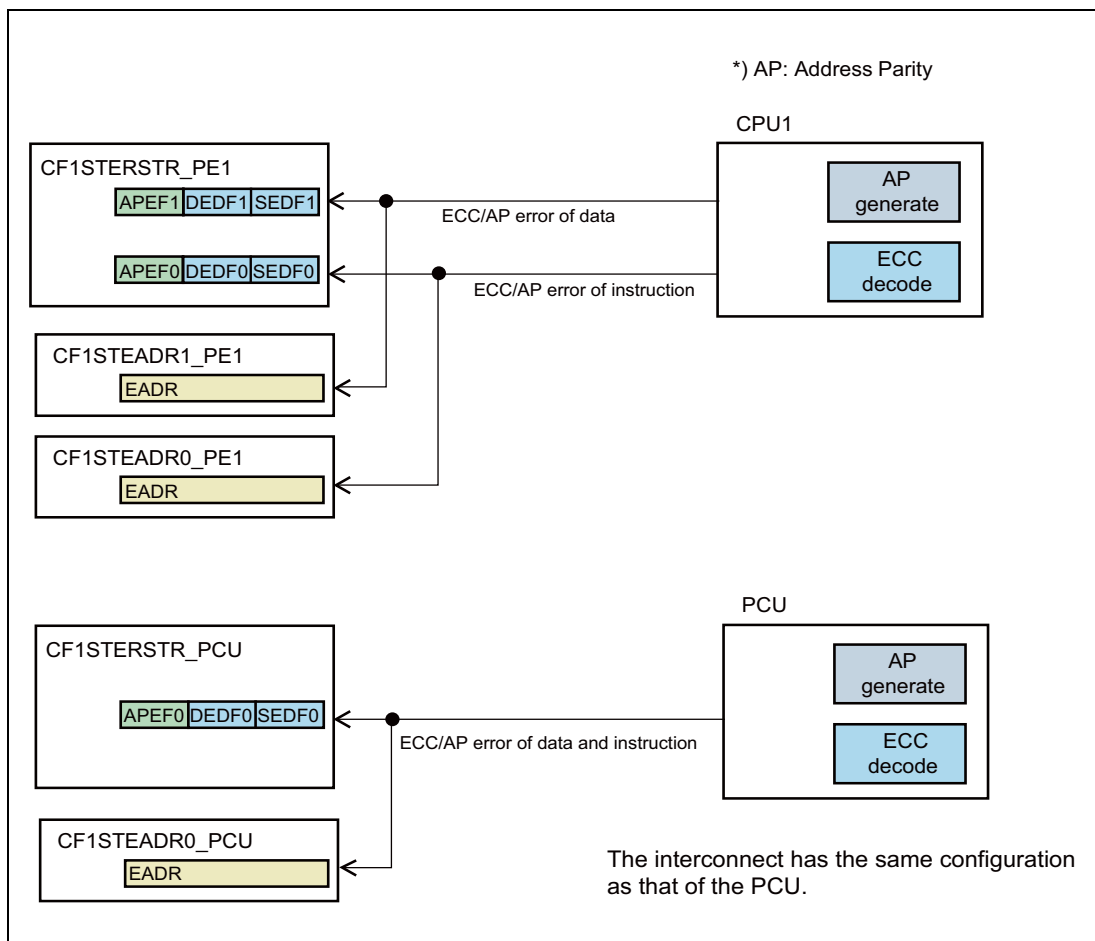 *) AP: Address Parity
CPU1
CF1STERSTR_PE1
AP
generate
APEF1 DEDF1 SEDF1
ECC/AP error of data
ECC
decode
APEF0 DEDF0 SEDF0
ECC/AP error of instruction
CF1STEADR1_PE1
EADR
CF1STEADR0_PE1
EADR
PCU
CF1STERSTR_PCU
AP
generate
APEF0 DEDF0 SEDF0
ECC/AP error of data and instruction
ECC
decode
CF1STEADR0_PCU
EADR
The interconnect has the same configuration
as that of the PCU.